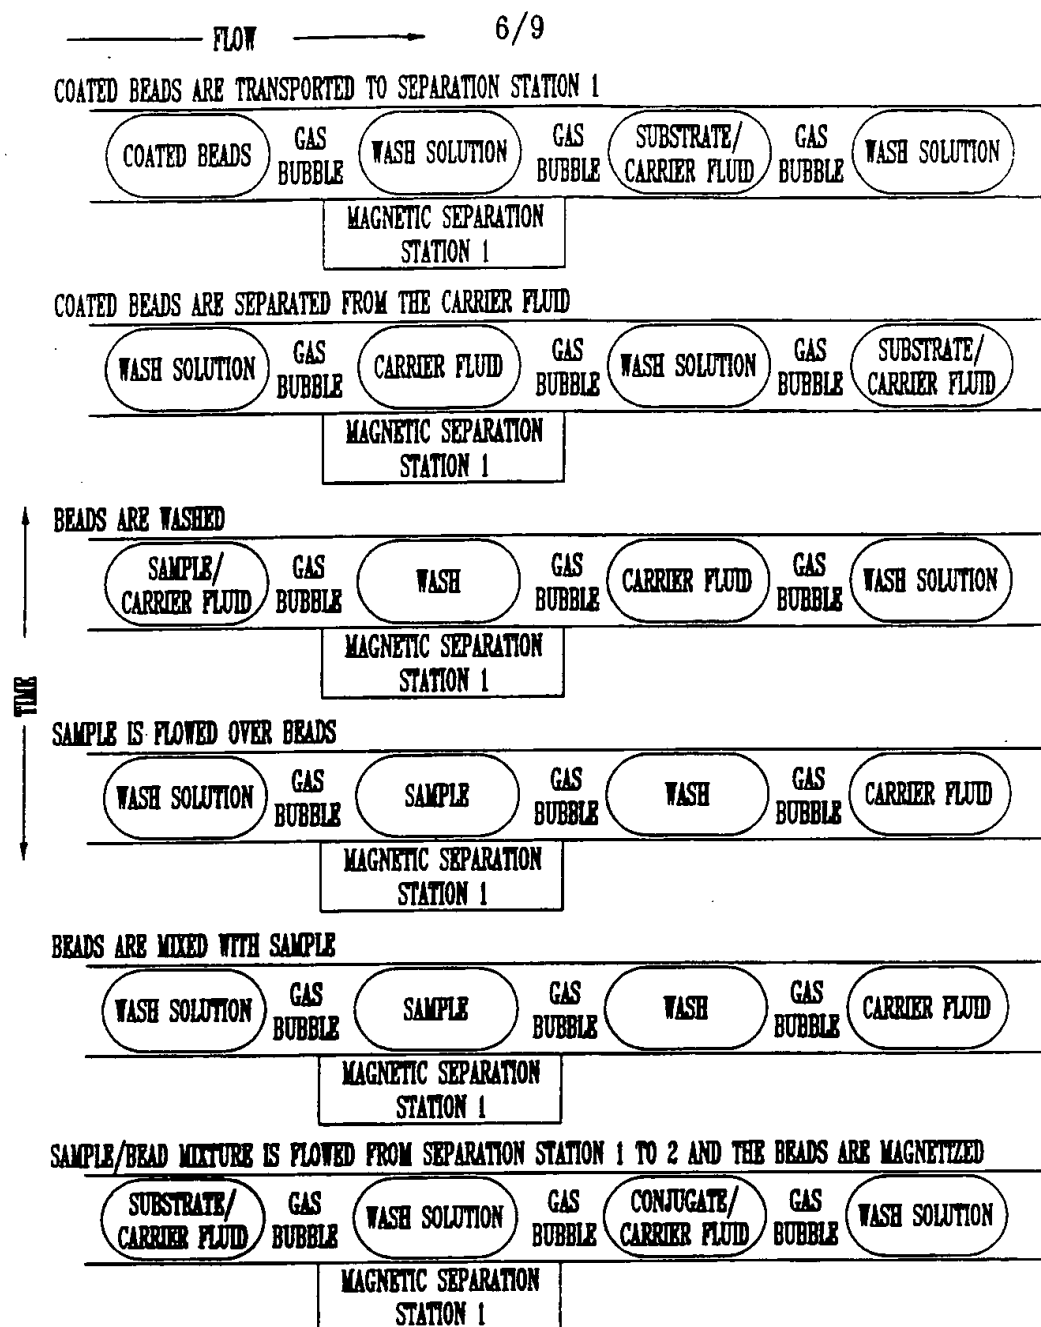 FLOW
6/9
COATED BEADS ARE TRANSPORTED TO SEPARATION STATION 1
COATED BEADS
GAS
BUBBLE
WASH SOLUTION
GAS
BUBBLE
SUBSTRATE/
CARRIER FLUID
GAS
BUBBLE
WASH SOLUTION
MAGNETIC SEPARATION
STATION 1
COATED BEADS ARE SEPARATED FROM THE CARRIER FLUID
WASH SOLUTION
GAS
BUBBLE
CARRIER FLUID
GAS
BUBBLE
WASH SOLUTION
GAS
BUBBLE
SUBSTRATE/
CARRIER FLUID
MAGNETIC SEPARATION
STATION 1
TIME
BEADS ARE WASHED
SAMPLE/
CARRIER FLUID
GAS
BUBBLE
WASH
GAS
BUBBLE
CARRIER FLUID
GAS
BUBBLE
WASH SOLUTION
MAGNETIC SEPARATION
STATION 1
SAMPLE IS FLOWED OVER BEADS
WASH SOLUTION
GAS
BUBBLE
SAMPLE
GAS
BUBBLE
WASH
GAS
BUBBLE
CARRIER FLUID
MAGNETIC SEPARATION
STATION 1
BEADS ARE MIXED WITH SAMPLE
WASH SOLUTION
GAS
BUBBLE
SAMPLE
GAS
BUBBLE
WASH
GAS
BUBBLE
CARRIER FLUID
MAGNETIC SEPARATION
STATION 1
SAMPLE/BEAD MIXTURE IS FLOWED FROM SEPARATION STATION 1 TO 2 AND THE BEADS ARE MAGNETIZED
SUBSTRATE/
CARRIER FLUID
GAS
BUBBLE
WASH SOLUTION
GAS
BUBBLE
CONJUGATE/
CARRIER FLUID
GAS
BUBBLE
WASH SOLUTION
MAGNETIC SEPARATION
STATION 1